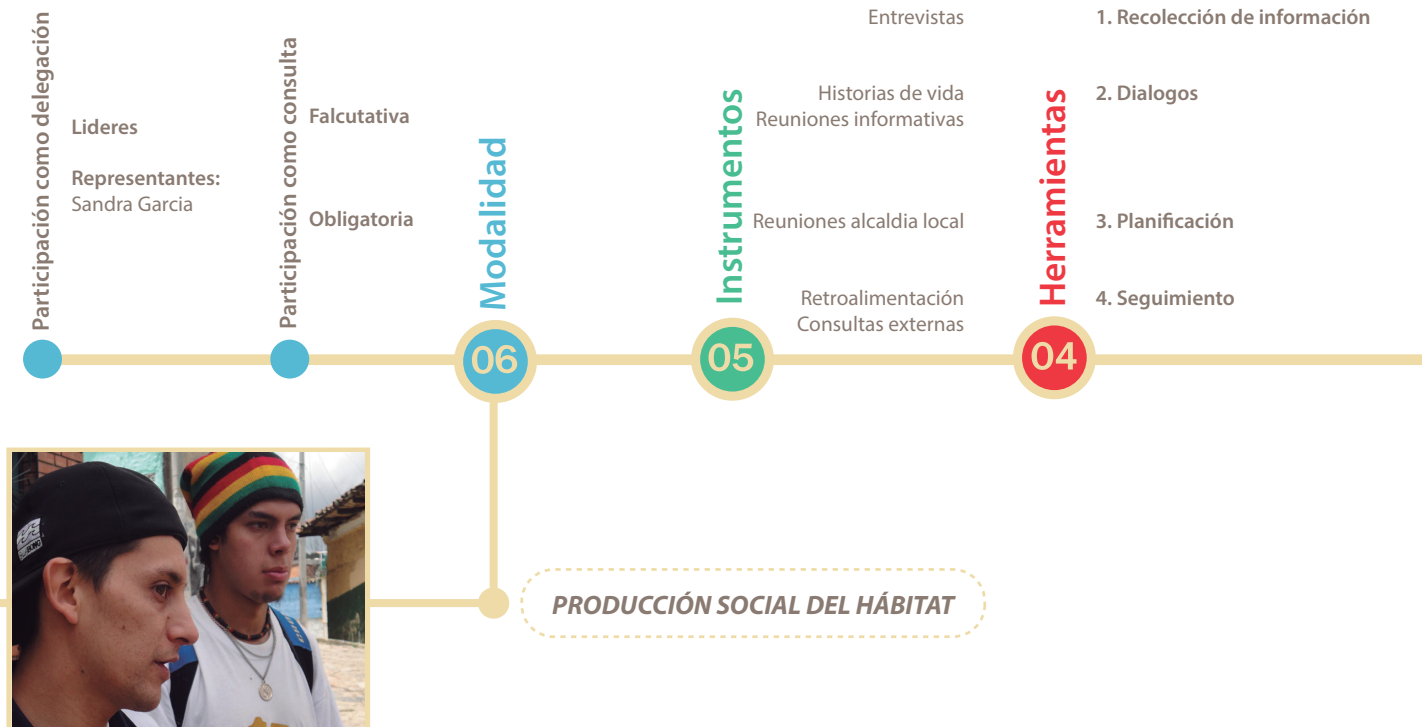 Participación como delegación
Lideres
Representantes:
Sandra Garcia
Participación como consulta
Falcutativa
Obligatoria
Modalidad
06
Instrumentos
05
Entrevistas
Historias de vida
Reuniones informativas
Reuniones alcaldia local
Retroalimentación
Consultas externas
Herramientas
04
1. Recolección de información
2. Dialogos
3. Planificación
4. Seguimiento
PRODUCCIÓN SOCIAL DEL HÁBITAT